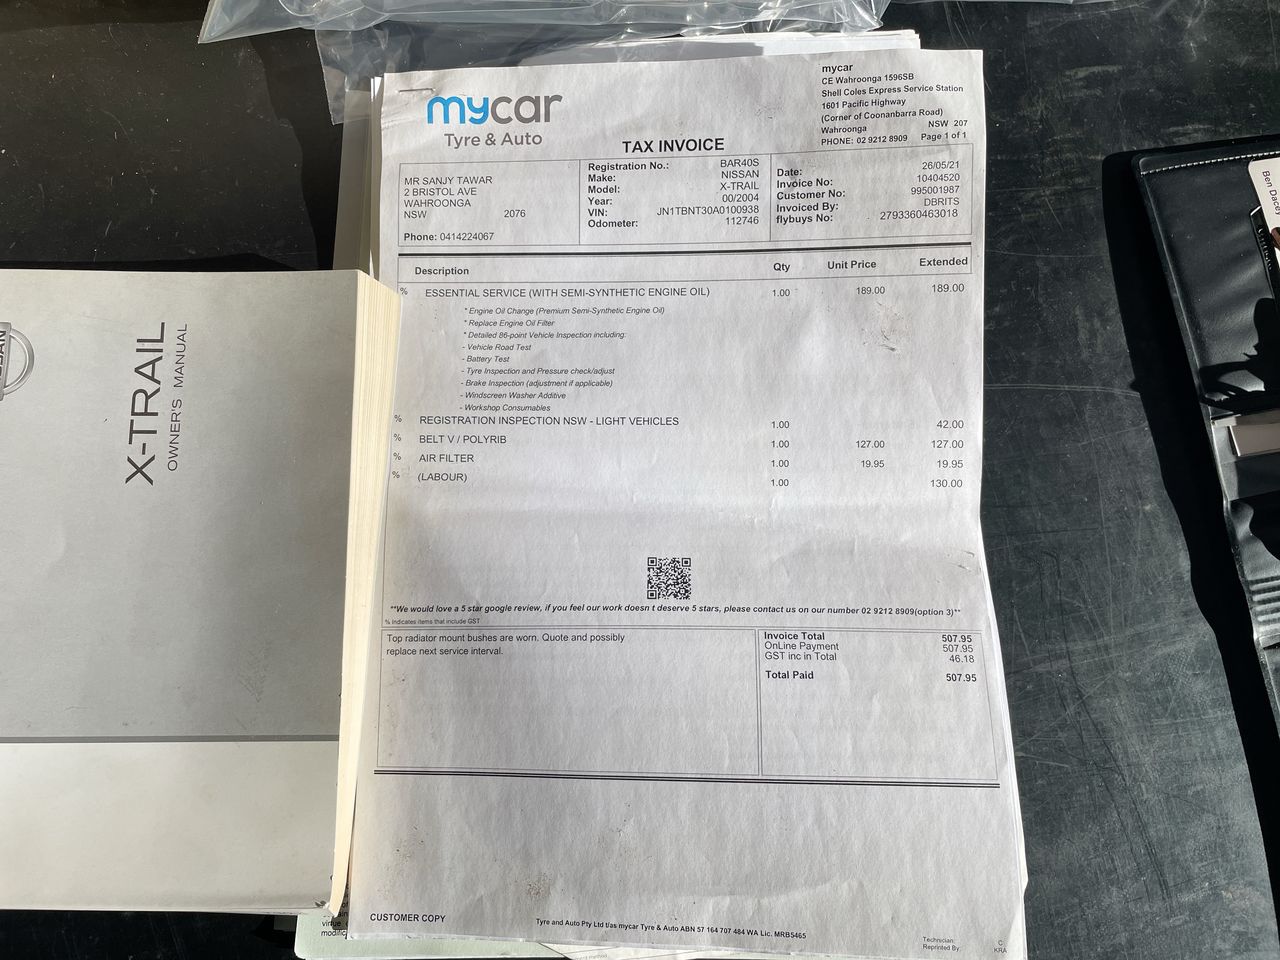 mycar
Tyre & Auto
TAX INVOICE
mycar
CE Wahroonga 1596SB
Shell Coles Express Service Station
1601 Pacific Highway
(Corner of Coonanbarra Road)
Wahroonga NSW 207
PHONE: 02 9212 8909 Page 1 of 1
MR SANJY TAWAR
2 BRISTOL AVE
WAHROONGA
NSW 2076
Phone: 0414224067
Registration No.: BAR40S
Make: NISSAN
Model: X-TRAIL
Year: 00/2004
VIN: JN1TBNT30A0100938
Odometer: 112746
Date: 26/05/21
Invoice No: 10404520
Customer No: 995001987
Invoiced By: DBRITS
flybuys No: 2793360463018
Description Qty Unit Price Extended
% ESSENTIAL SERVICE (WITH SEMI-SYNTHETIC ENGINE OIL) 1.00 189.00 189.00
* Engine Oil Change (Premium Semi-Synthetic Engine Oil)
* Replace Engine Oil Filter
* Detailed 86-point Vehicle Inspection including:
- Vehicle Road Test
- Battery Test
- Tyre Inspection and Pressure check/adjust
- Brake Inspection (adjustment if applicable)
- Windscreen Washer Additive
- Workshop Consumables
% REGISTRATION INSPECTION NSW - LIGHT VEHICLES 1.00 42.00
% BELT V / POLYRIB 1.00 127.00 127.00
% AIR FILTER 1.00 19.95 19.95
% (LABOUR) 1.00 130.00
**We would love a 5 star google review, if you feel our work doesn t deserve 5 stars, please contact us on our number 02 9212 8909(option 3)**
% indicates items that include GST
Top radiator mount bushes are worn. Quote and possibly
replace next service interval.
Invoice Total 507.95
OnLine Payment 507.95
GST inc in Total 46.18
Total Paid 507.95
CUSTOMER COPY
Tyre and Auto Pty Ltd t/as mycar Tyre & Auto ABN 57 164 707 484 WA Lic. MRB5465
Technician: C
Reprinted By: KRA
X-TRAIL
OWNER'S MANUAL
Ben Dacey